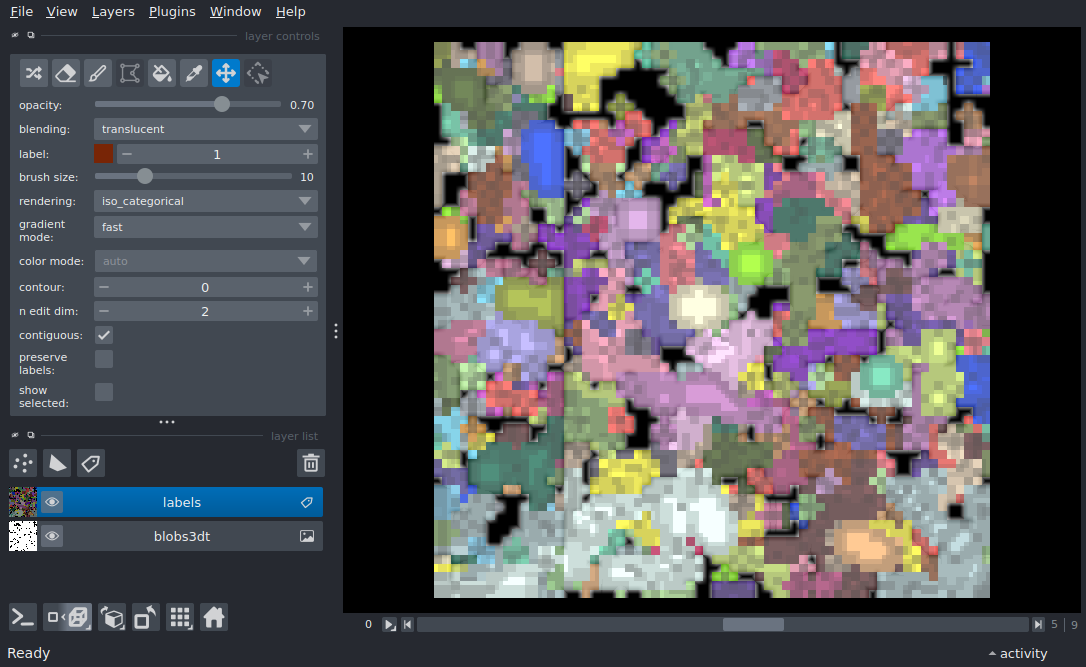 File View Layers Plugins Window Help
layer controls
opacity: 0.70
blending: translucent
label: 1
brush size: 10
rendering: iso_categorical
gradient
mode: fast
color mode: auto
contour: 0
n edit dim: 2
contiguous:
preserve
labels:
show
selected:
layer list
labels
blobs3dt
0 5 | 9
Ready activity